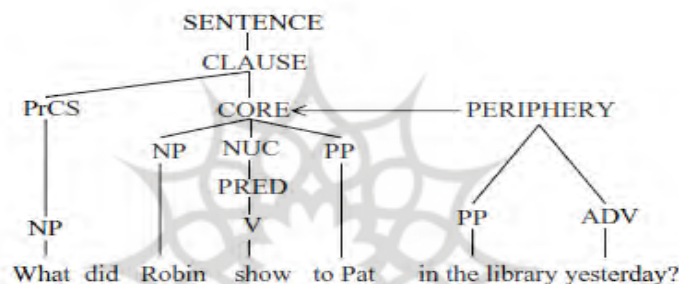 SENTENCE
CLAUSE
PrCS CORE PERIPHERY
NP NUC PP
PRED
NP V PP ADV
What did Robin show to Pat in the library yesterday?